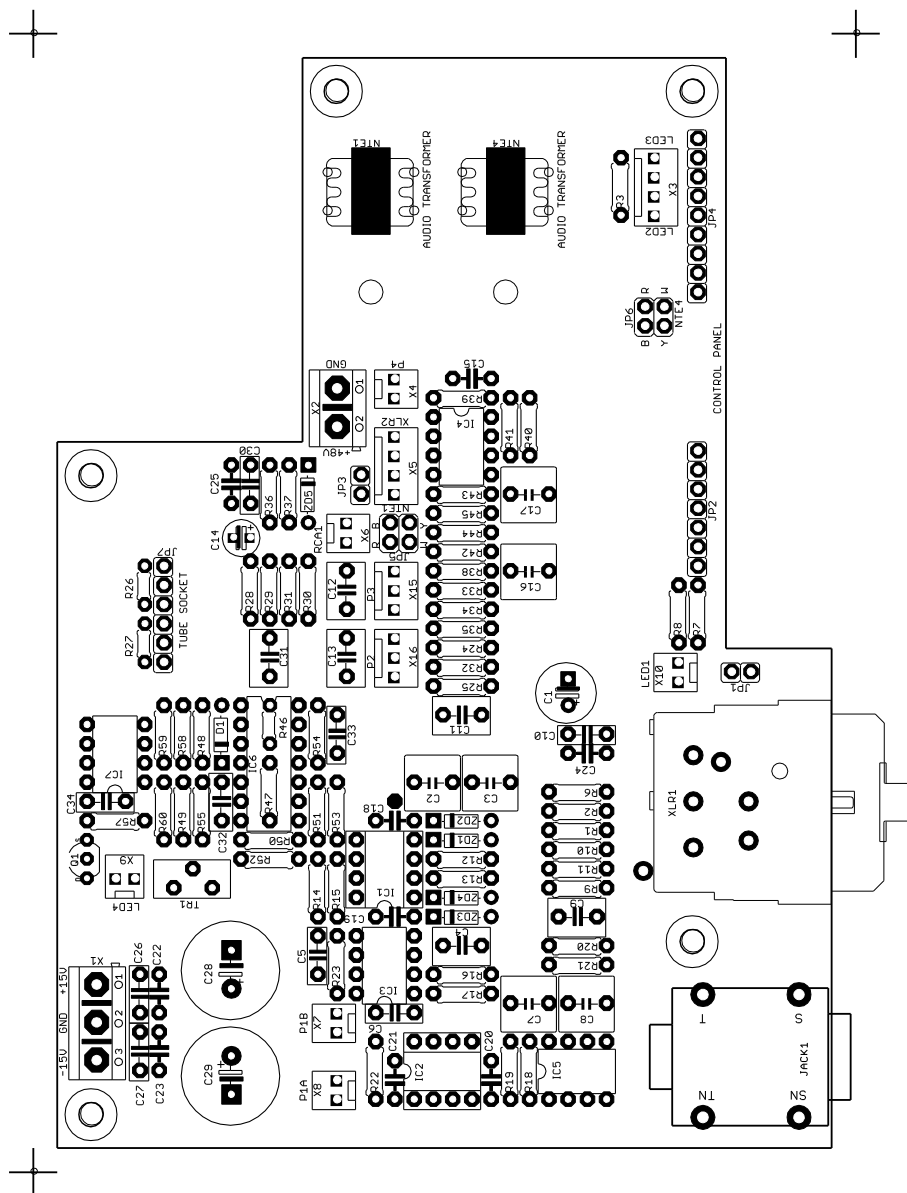 NTE1
NTE4
LED3
AUDIO TRANSFORMER
AUDIO TRANSFORMER
R3
X3
LED2
JP4
R
W
JP6
NTE4
B
Y
CONTROL PANEL
GND
P4
C15
X2
1
2
X4
R39
+48V
XLR2
IC4
R41
R40
C30
C25
R36
R37
ZD5
JP3
X5
R43
C17
R45
JP2
C14
+
RCA1
X6
NTE1
B
Y
R
W
JP5
R44
R42
JP7
R26
R27
TUBE SOCKET
R28
R29
R31
R30
C12
P3
X15
R38
C16
R33
R34
R35
R8
R7
C31
C13
P2
X16
R24
R32
R25
LED1
X10
JP1
C1
+
C11
C10
C24
R59
R58
R48
D1
R46
R54
C33
IC7
IC6
C2
C3
XLR1
C34
R57
R60
R49
R55
C32
R47
R51
R53
C18
ZD2
R6
R2
R50
R52
ZD1
R1
Q1
X9
R12
R10
R13
R11
LED4
TR1
R14
R15
IC1
ZD4
R9
C19
ZD3
C9
C28
+
C5
R23
C4
R20
R21
X1
C26
C22
+15V
GND
-15V
1
2
3
IC3
R16
R17
C7
C8
P1B
X7
C6
T
S
C27
C23
C29
+
P1A
X8
R22
C21
IC2
C20
R19
R18
IC5
JACK1
TN
SN